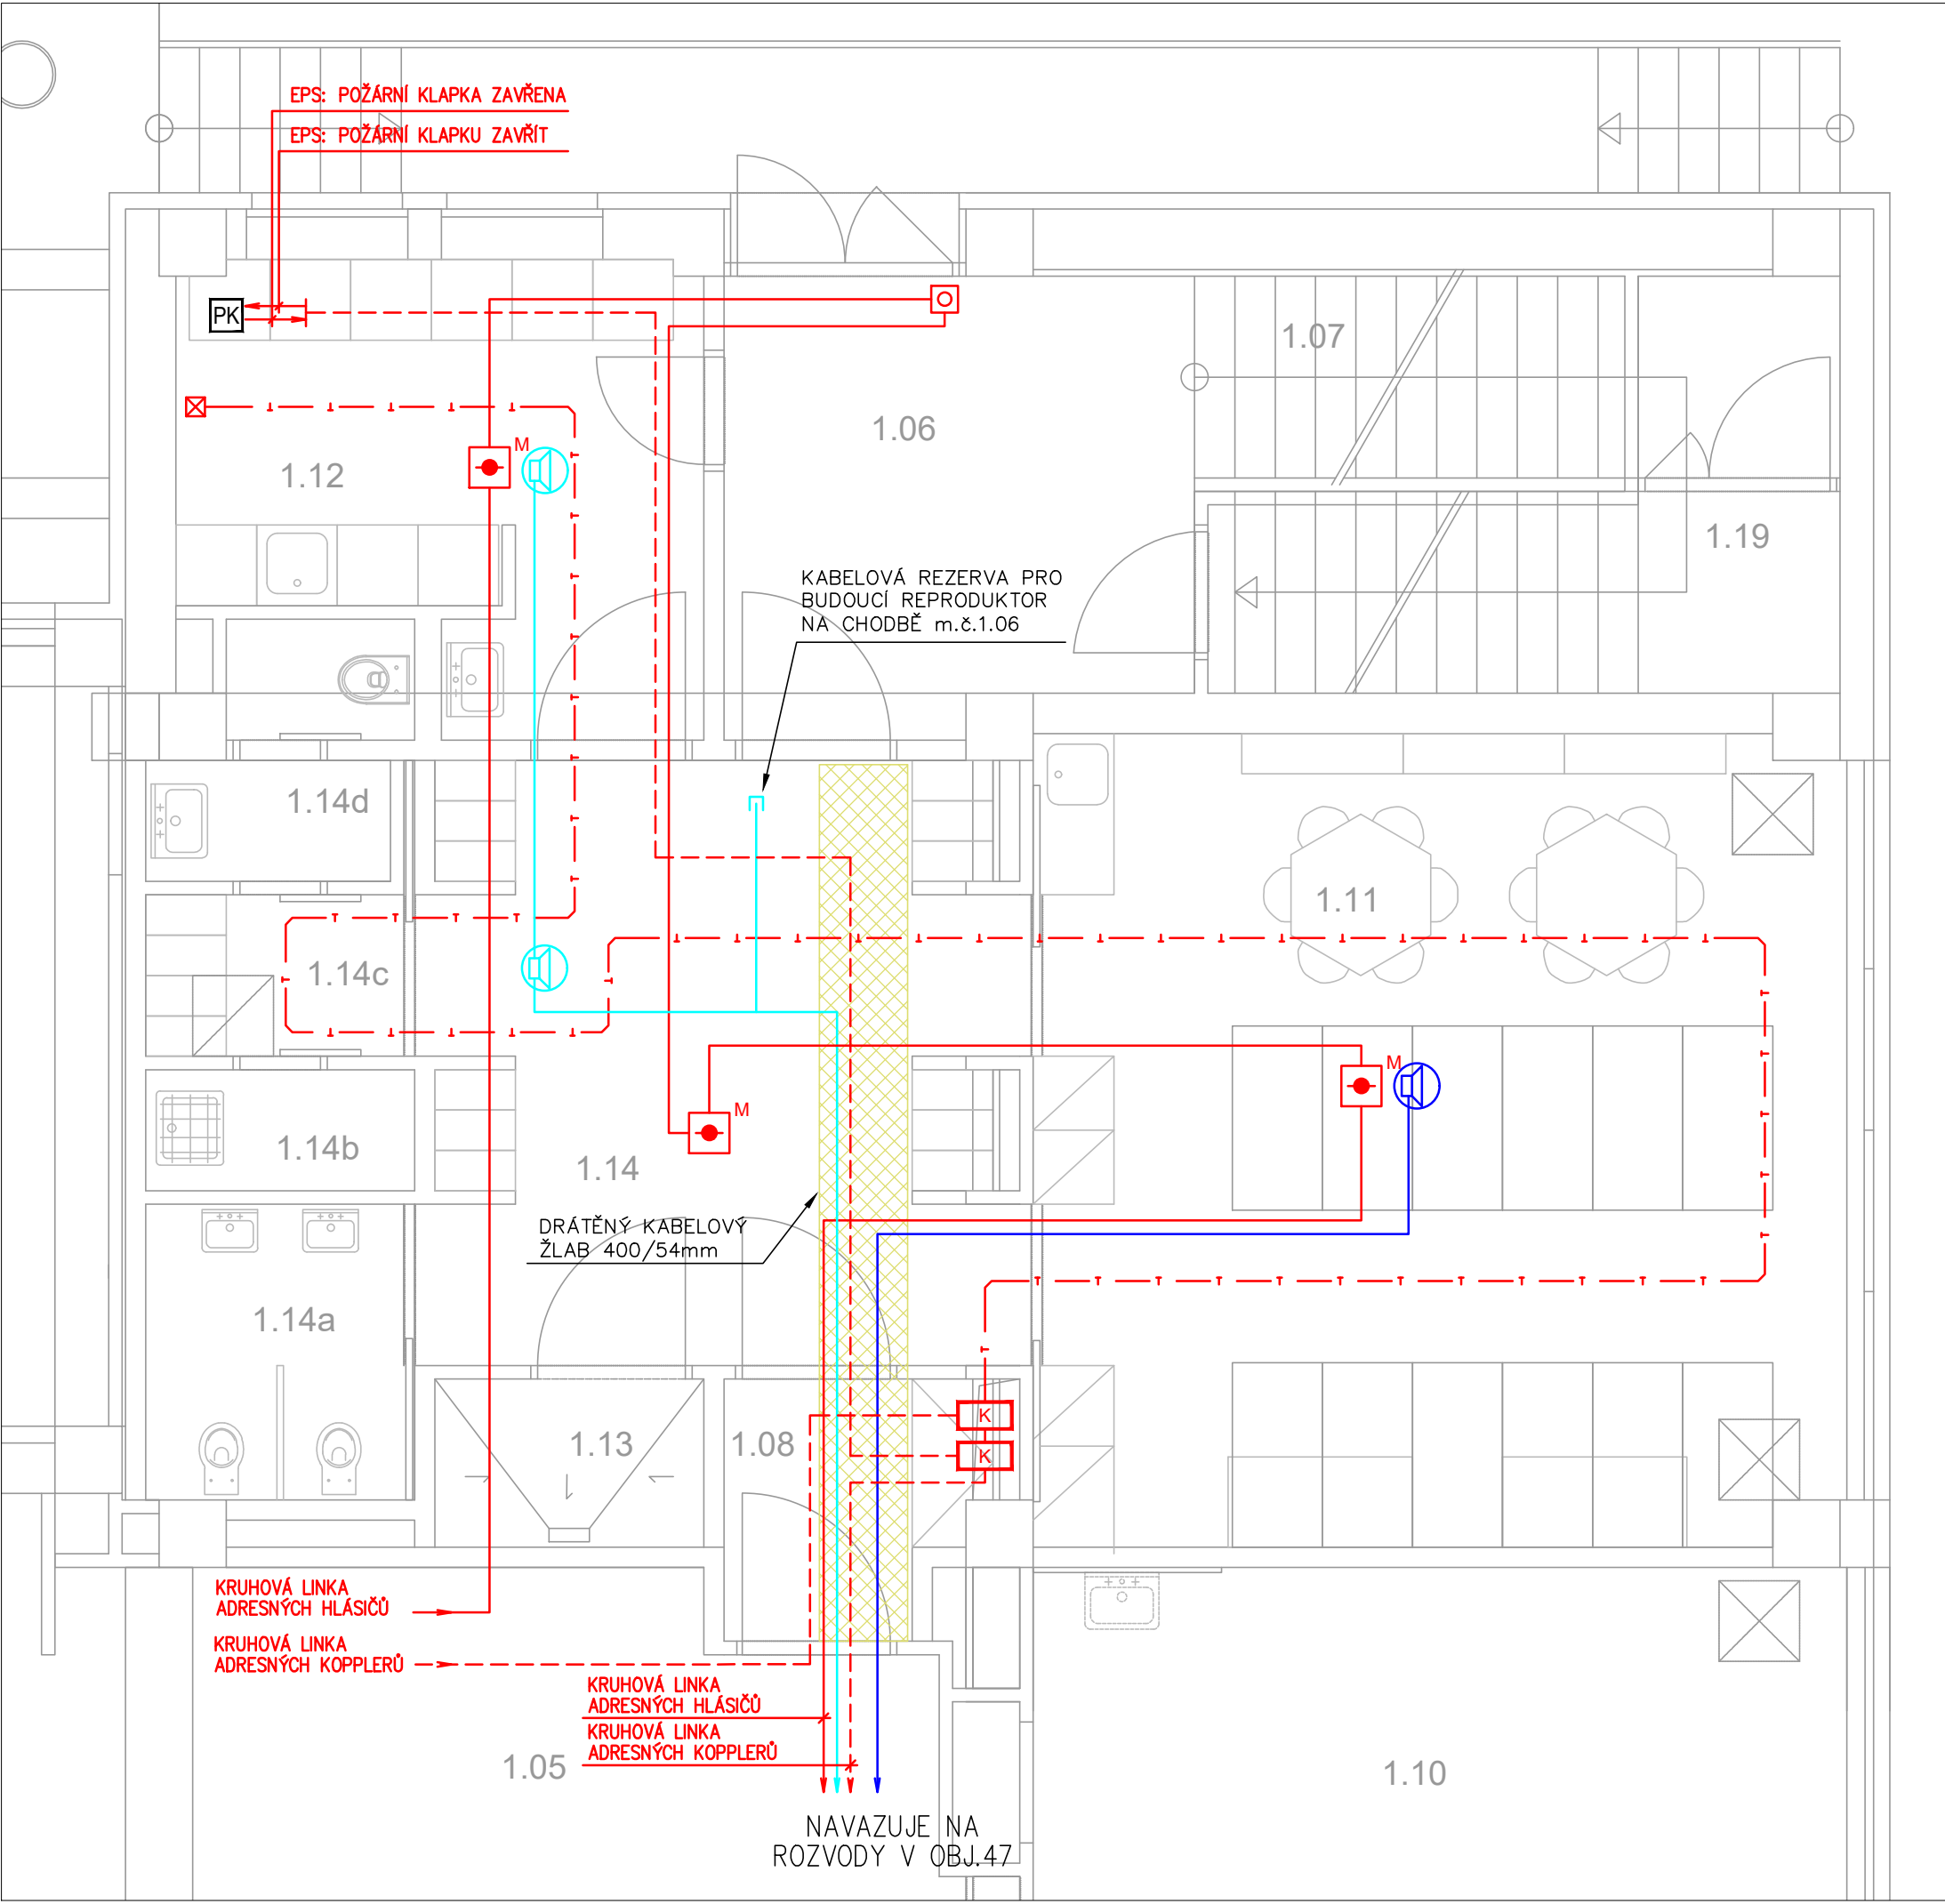 EPS: POŽÁRNÍ KLAPKA ZAVŘENA
EPS: POŽÁRNÍ KLAPKU ZAVŘÍT
PK
1.07
1.06
M
1.12
1.19
KABELOVÁ REZERVA PRO
BUDOUCÍ REPRODUKTOR
NA CHODBĚ m.č.1.06
1.14d
1.11
1.14c
M
M
1.14b
1.14
DRÁTĚNÝ KABELOVÝ
ŽLAB 400/54mm
1.14a
K
1.13
1.08
K
KRUHOVÁ LINKA
ADRESNÝCH HLÁSIČŮ
KRUHOVÁ LINKA
ADRESNÝCH KOPPLERŮ
KRUHOVÁ LINKA
ADRESNÝCH HLÁSIČŮ
KRUHOVÁ LINKA
ADRESNÝCH KOPPLERŮ
1.05
1.10
NAVAZUJE NA
ROZVODY V OBJ.47